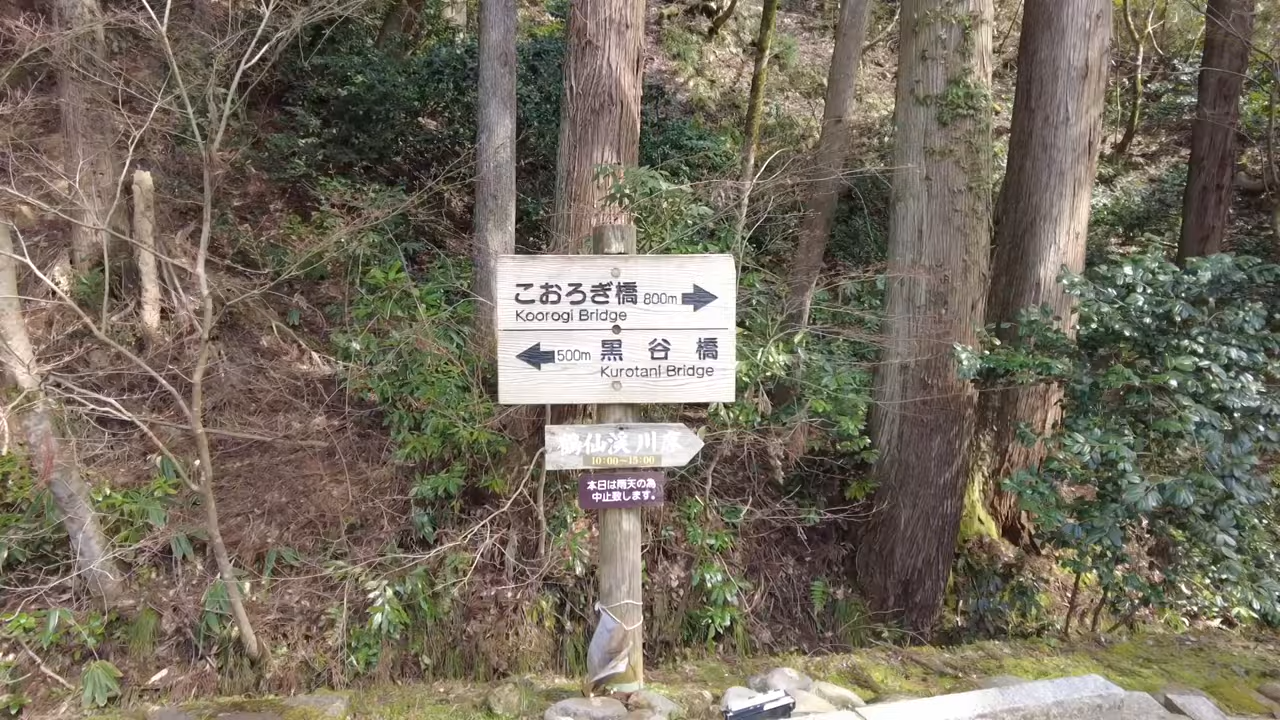 こおろぎ橋 800m
Koorogi Bridge
500m 黒谷橋
Kurotani Bridge
鶴仙渓 川床
10:00~15:00
本日は雨天の為
中止致します。